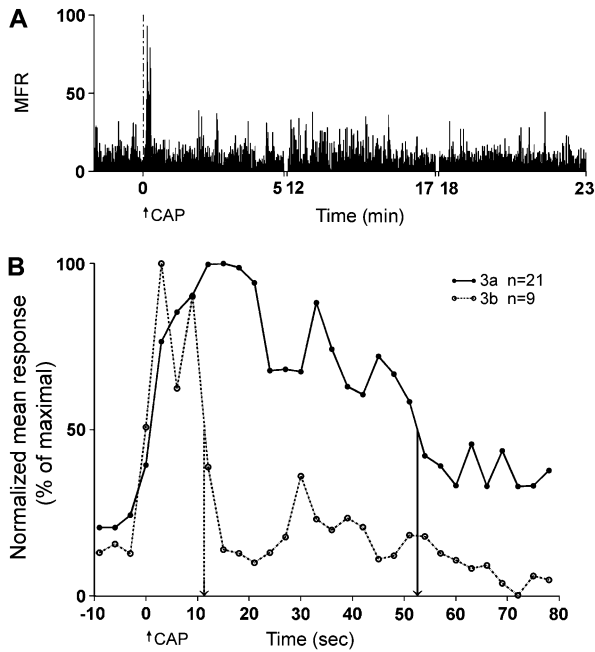 A
100
MFR
50
0
0 5 12 17 18 23
↑CAP Time (min)
B
100
3a n=21
3b n=9
Normalized mean response
(% of maximal)
50
0
-10 0 10 20 30 40 50 60 70 80
↑CAP Time (sec)